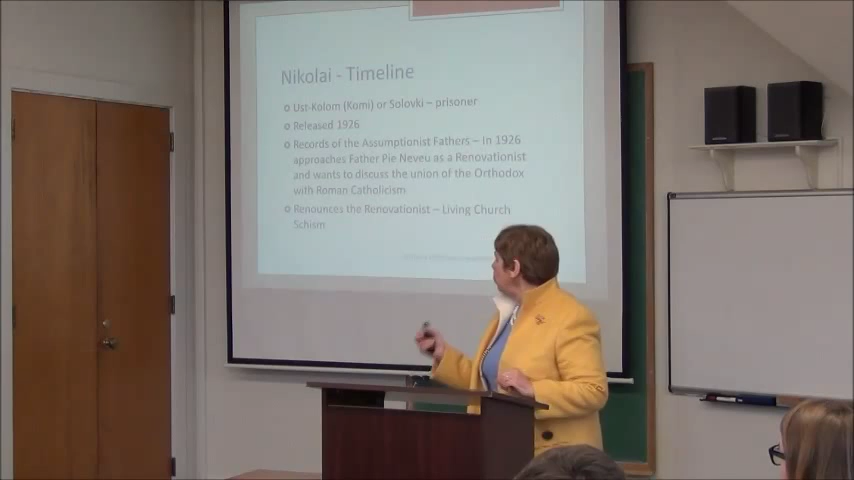 Nikolai - Timeline
Ust-Kolom (Komi) or Solovki – prisoner
Released 1926
Records of the Assumptionist Fathers – In 1926
approaches Father Pie Neveu as a Renovationist
and wants to discuss the union of the Orthodox
with Roman Catholicism
Renounces the Renovationist – Living Church
Schism